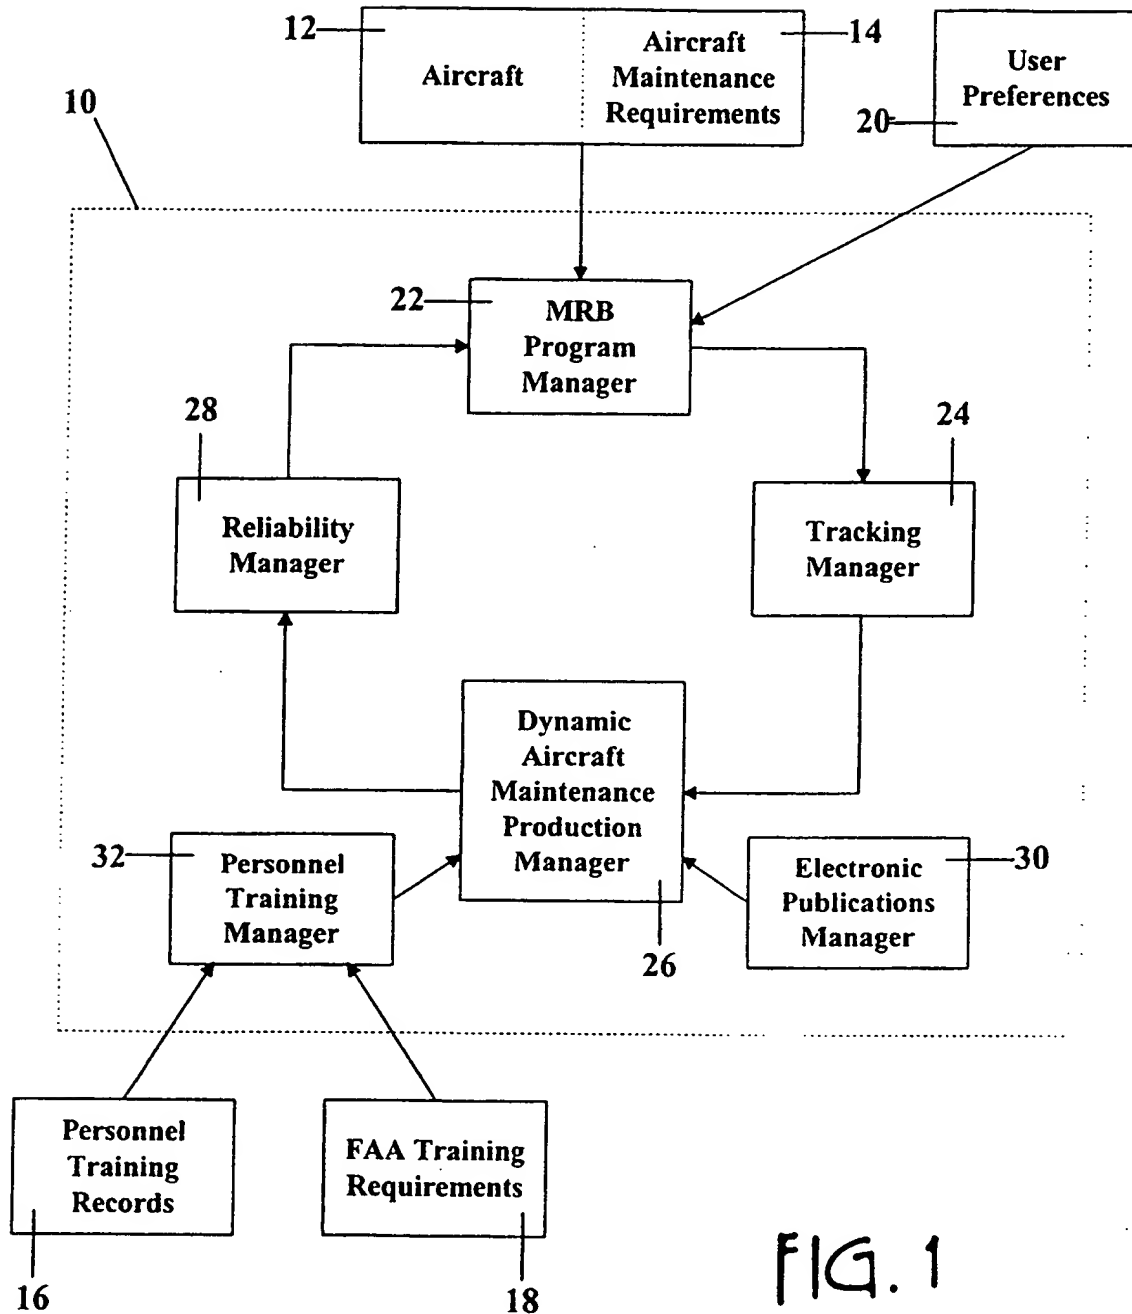 12
Aircraft
Aircraft
Maintenance
Requirements
14
User
Preferences
20
10
22
MRB
Program
Manager
28
Reliability
Manager
24
Tracking
Manager
Dynamic
Aircraft
Maintenance
Production
Manager
26
32
Personnel
Training
Manager
Electronic
Publications
Manager
30
Personnel
Training
Records
16
FAA Training
Requirements
18
FIG. 1